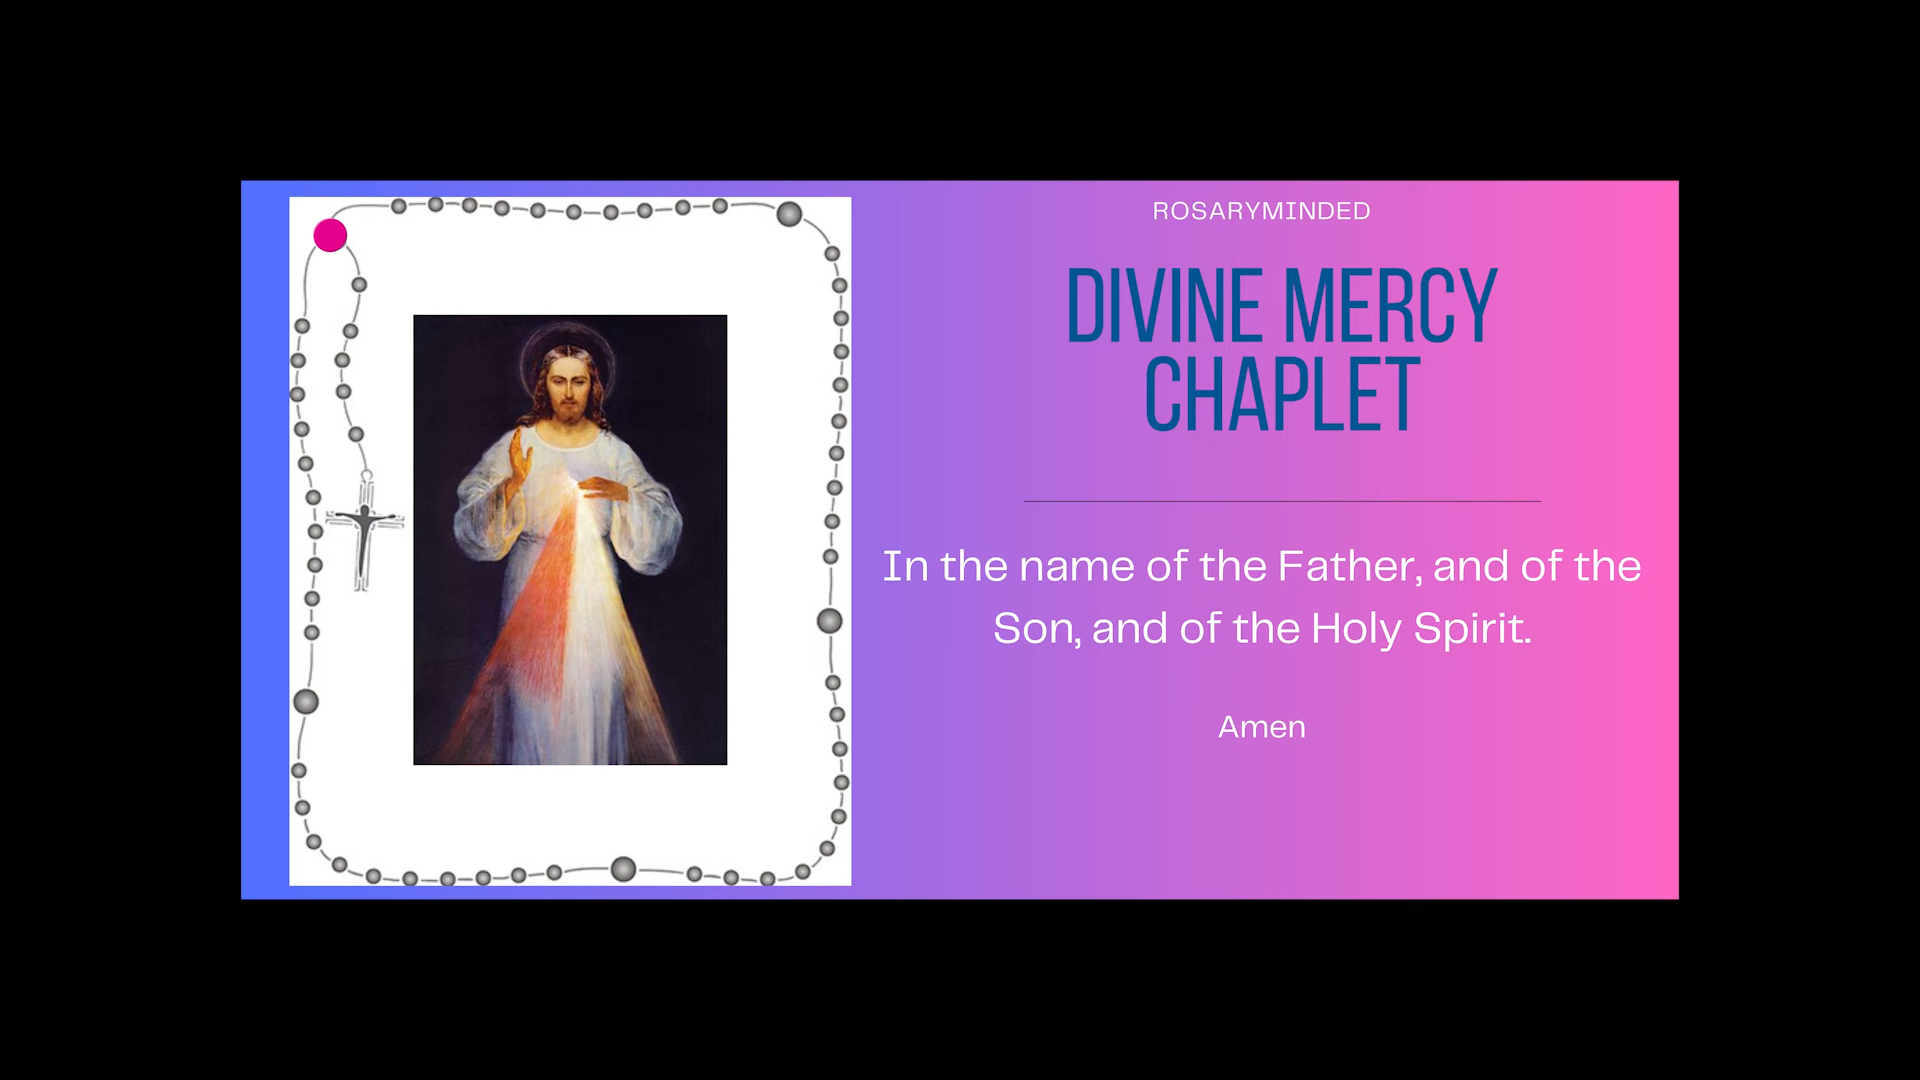 ROSARYMINDED
DIVINE MERCY
CHAPLET
In the name of the Father, and of the
Son, and of the Holy Spirit.
Amen